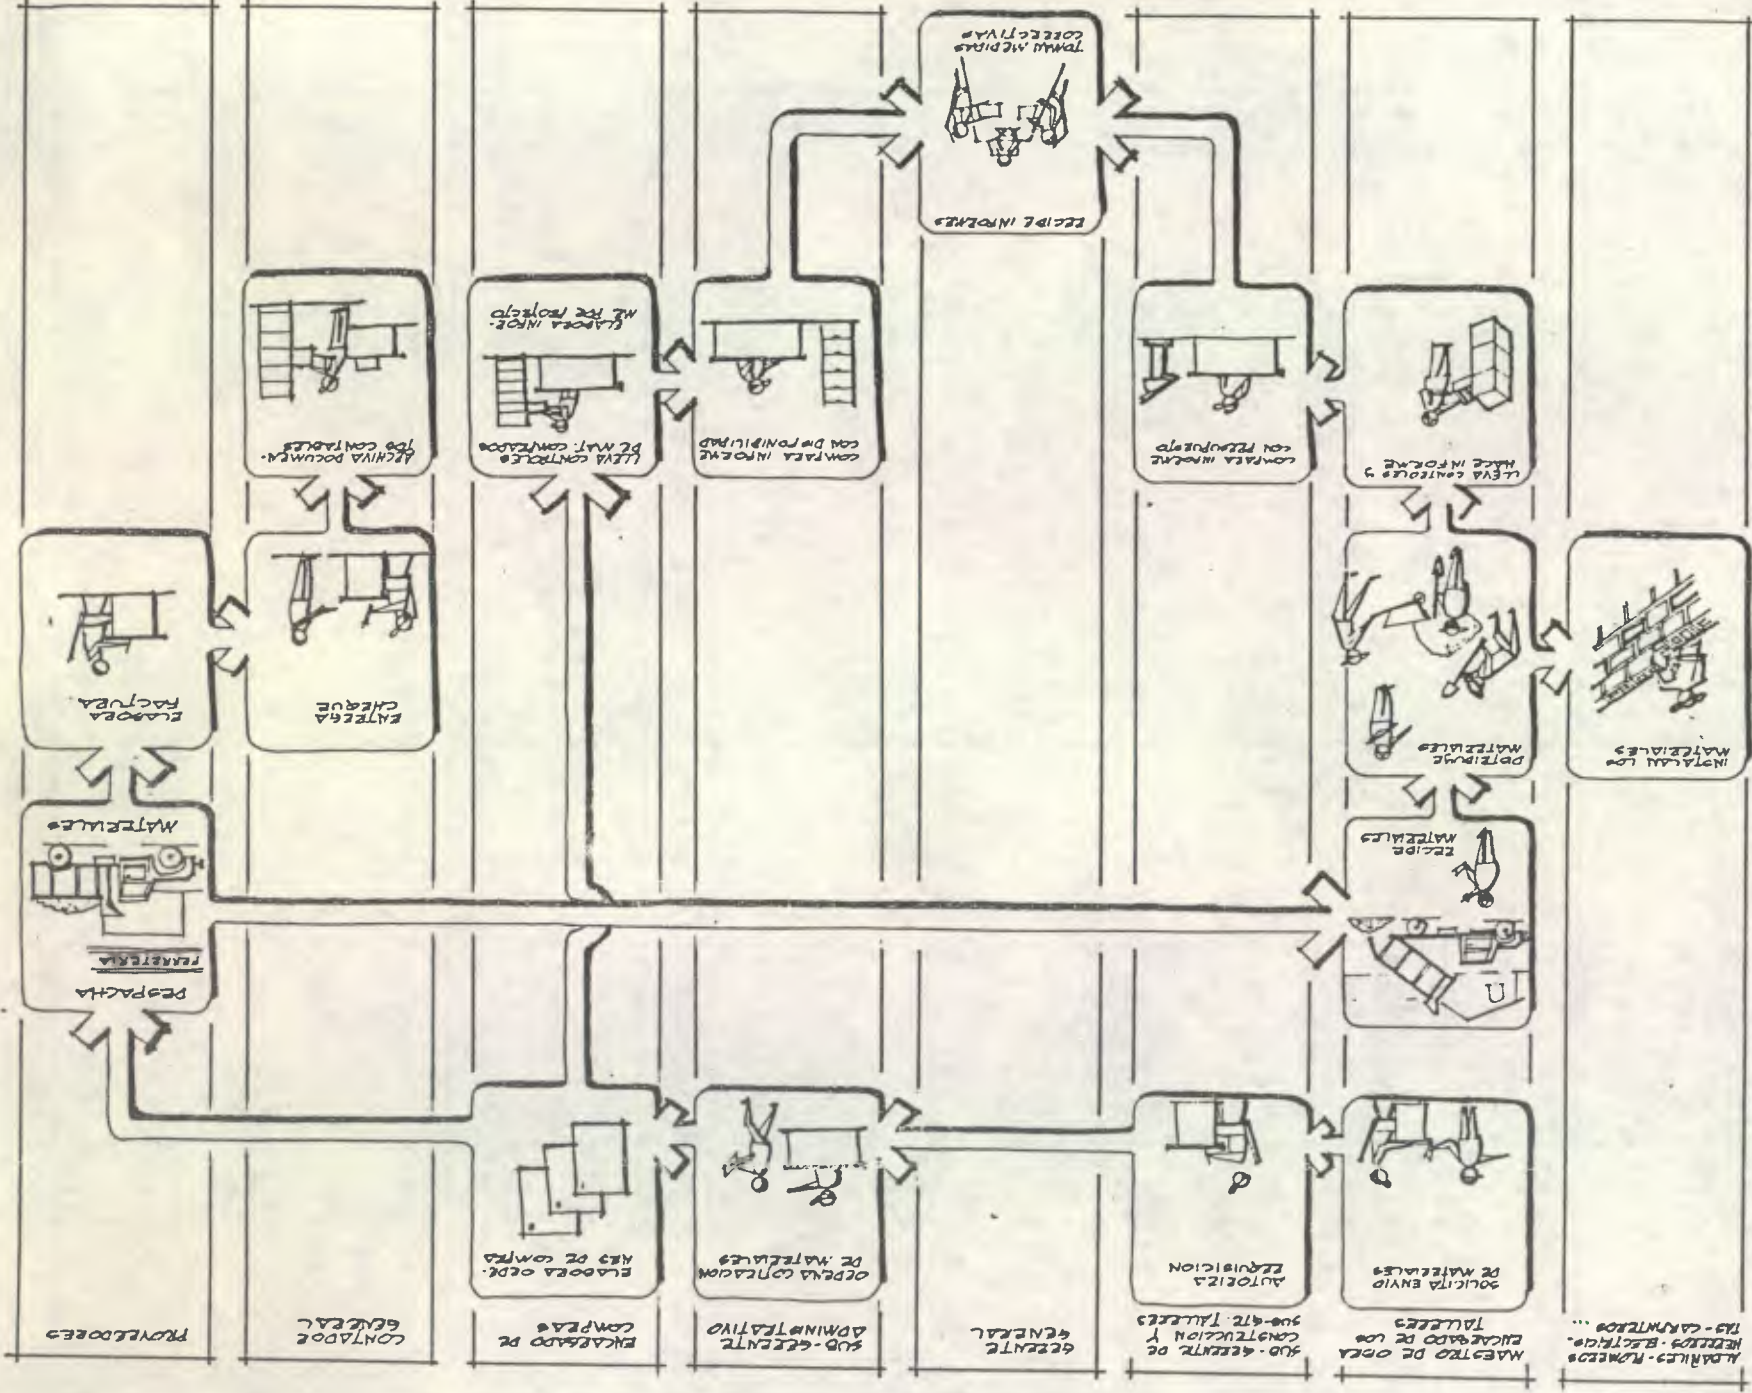 ALBAÑILES-PLOMEROS
HERREROS-ELECTRICIS-
TAS-CARPINTEROS...
MAESTRO DE OBRA
ENCARGADO DE LOS
TALLERES
SUB-GERENTE DE
CONSTRUCCION Y
SUB-GTE. TALLERES
GERENTE
GENERAL
SUB-GERENTE
ADMINISTRATIVO
ENCARGADO DE
COMPRAS
CONTADOR
GENERAL
PROVEEDORES
SOLICITA ENVIO
DE MATERIALES
AUTORIZA
REQUISICION
ORDENA COTIZACION
DE MATERIALES
ELABORA ORDE-
NES DE COMPRA
DESPACHA
FERRETERIA
MATERIALES
RECIBE
MATERIALES
INSTALAN LOS
MATERIALES
DISTRIBUYE
MATERIALES
ENTREGA
CHEQUE
ELABORA
FACTURA
LLEVA CONTROLES Y
HACE INFORME
COMPARA INFORME
CON PRESUPUESTO
COMPARA INFORME
CON DISPONIBILIDAD
LLEVA CONTROLES
DE MAT. COMPRADOS
ELABORA INFOR-
ME POR PROYECTO
ARCHIVA DOCUMEN-
TOS CONTABLES
RECIBE INFORMES
TOMAN MEDIDAS
CORRECTIVAS